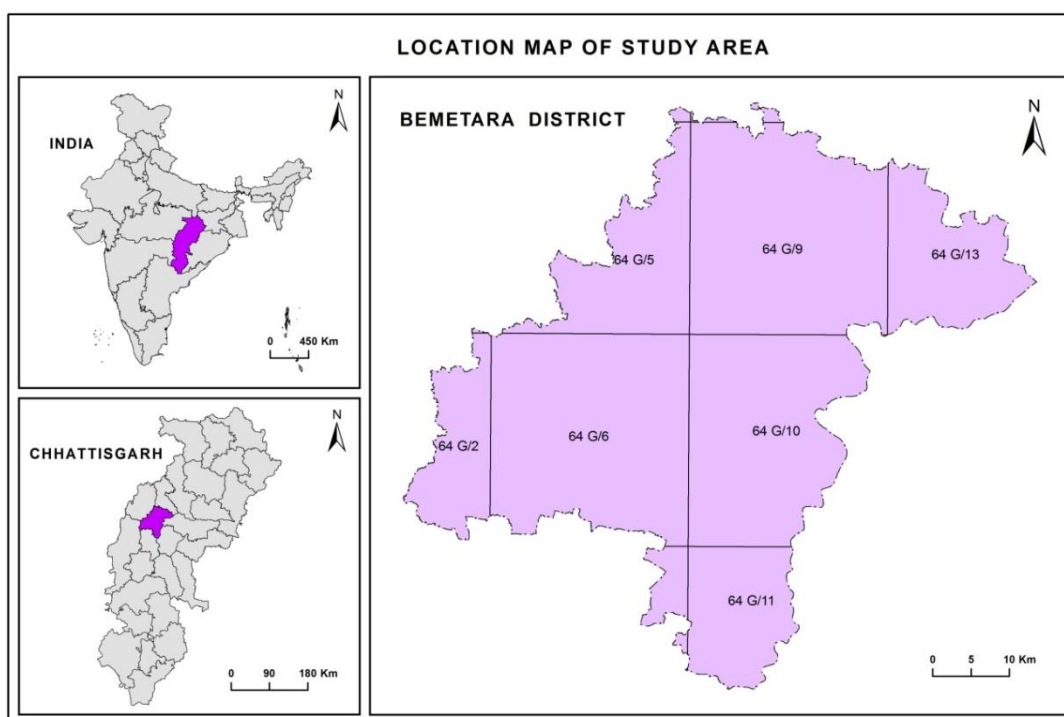 LOCATION MAP OF STUDY AREA
N
INDIA
0 450 Km
N
CHHATTISGARH
0 90 180 Km
BEMETARA DISTRICT
N
64 G/5
64 G/9
64 G/13
64 G/2
64 G/6
64 G/10
64 G/11
0 5 10 Km